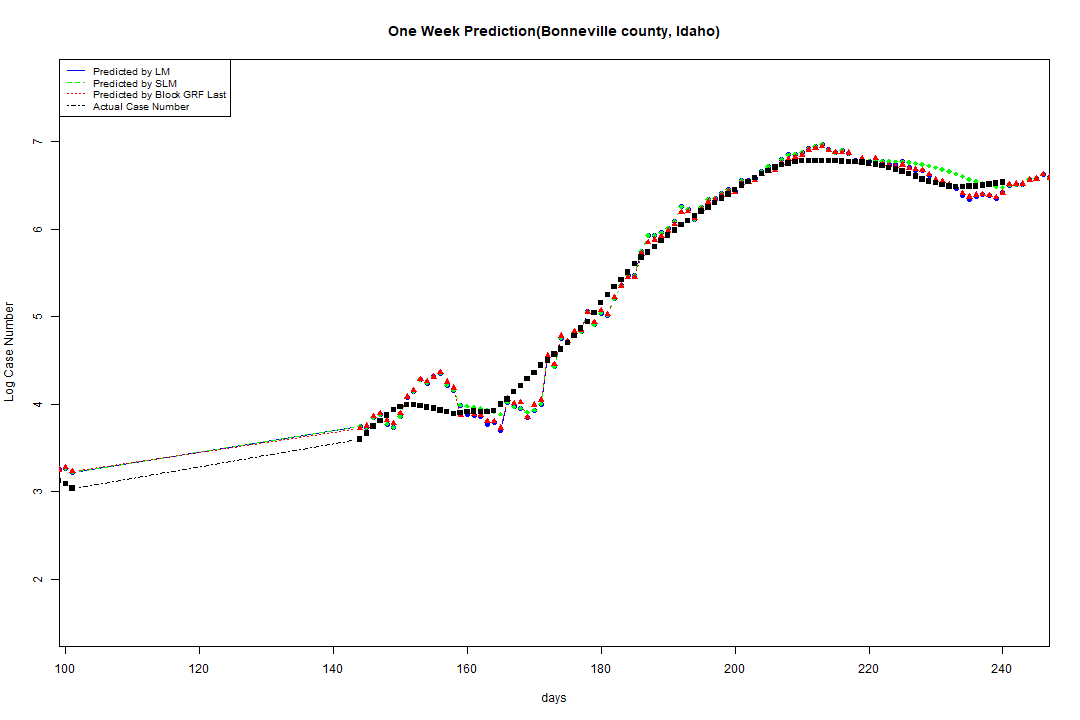 One Week Prediction(Bonneville county, Idaho)
Predicted by LM
Predicted by SLM
Predicted by Block GRF Last
Actual Case Number
7
6
5
4
3
2
Log Case Number
100 120 140 160 180 200 220 240
days